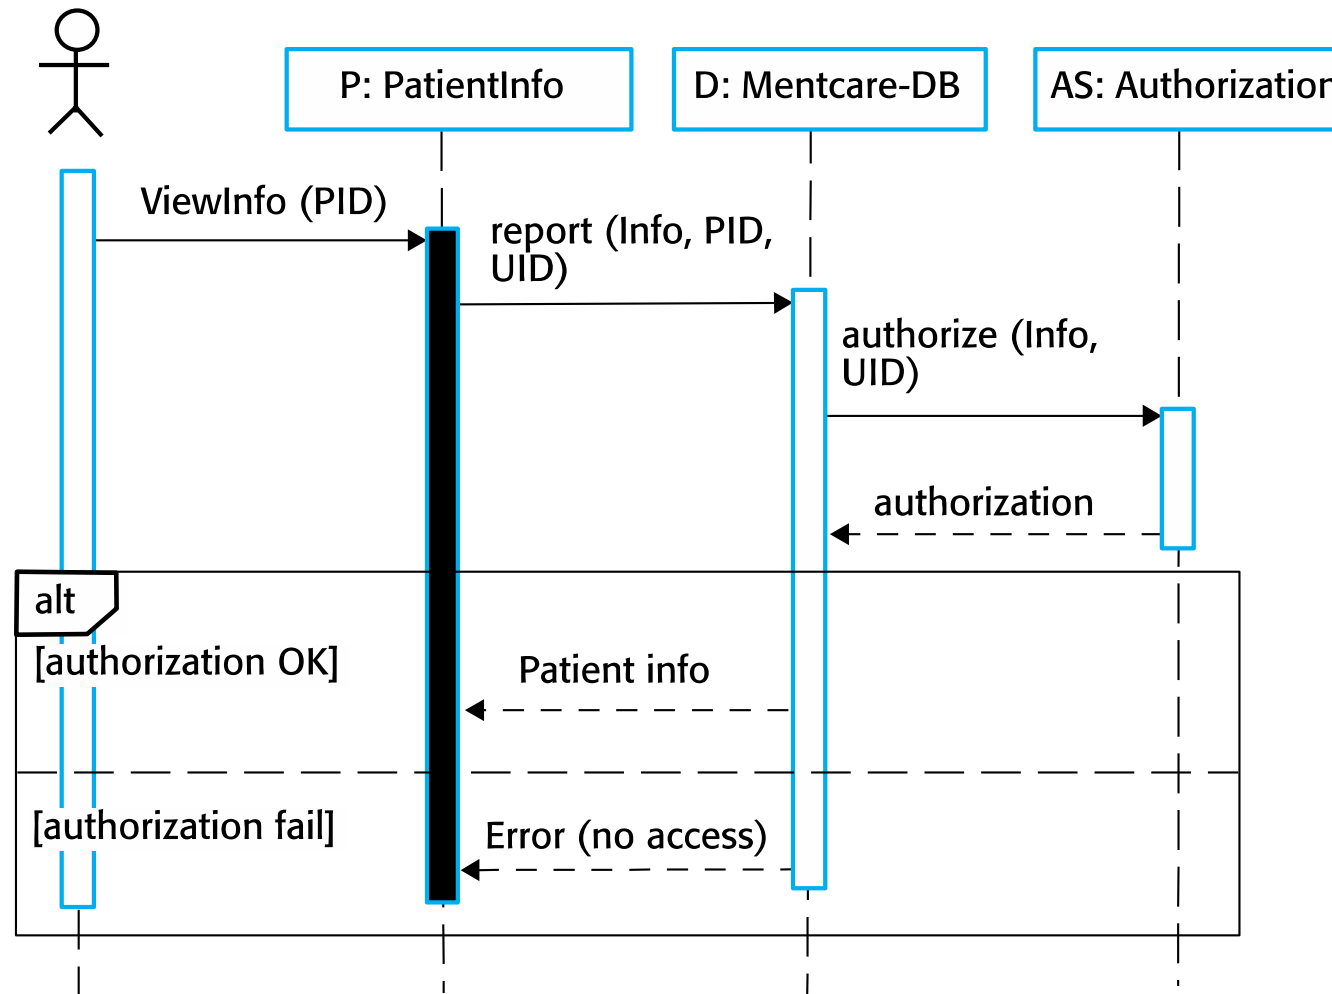 P: PatientInfo
D: Mentcare-DB
AS: Authorization
ViewInfo (PID)
report (Info, PID,
UID)
authorize (Info,
UID)
authorization
alt
[authorization OK]
Patient info
[authorization fail]
Error (no access)